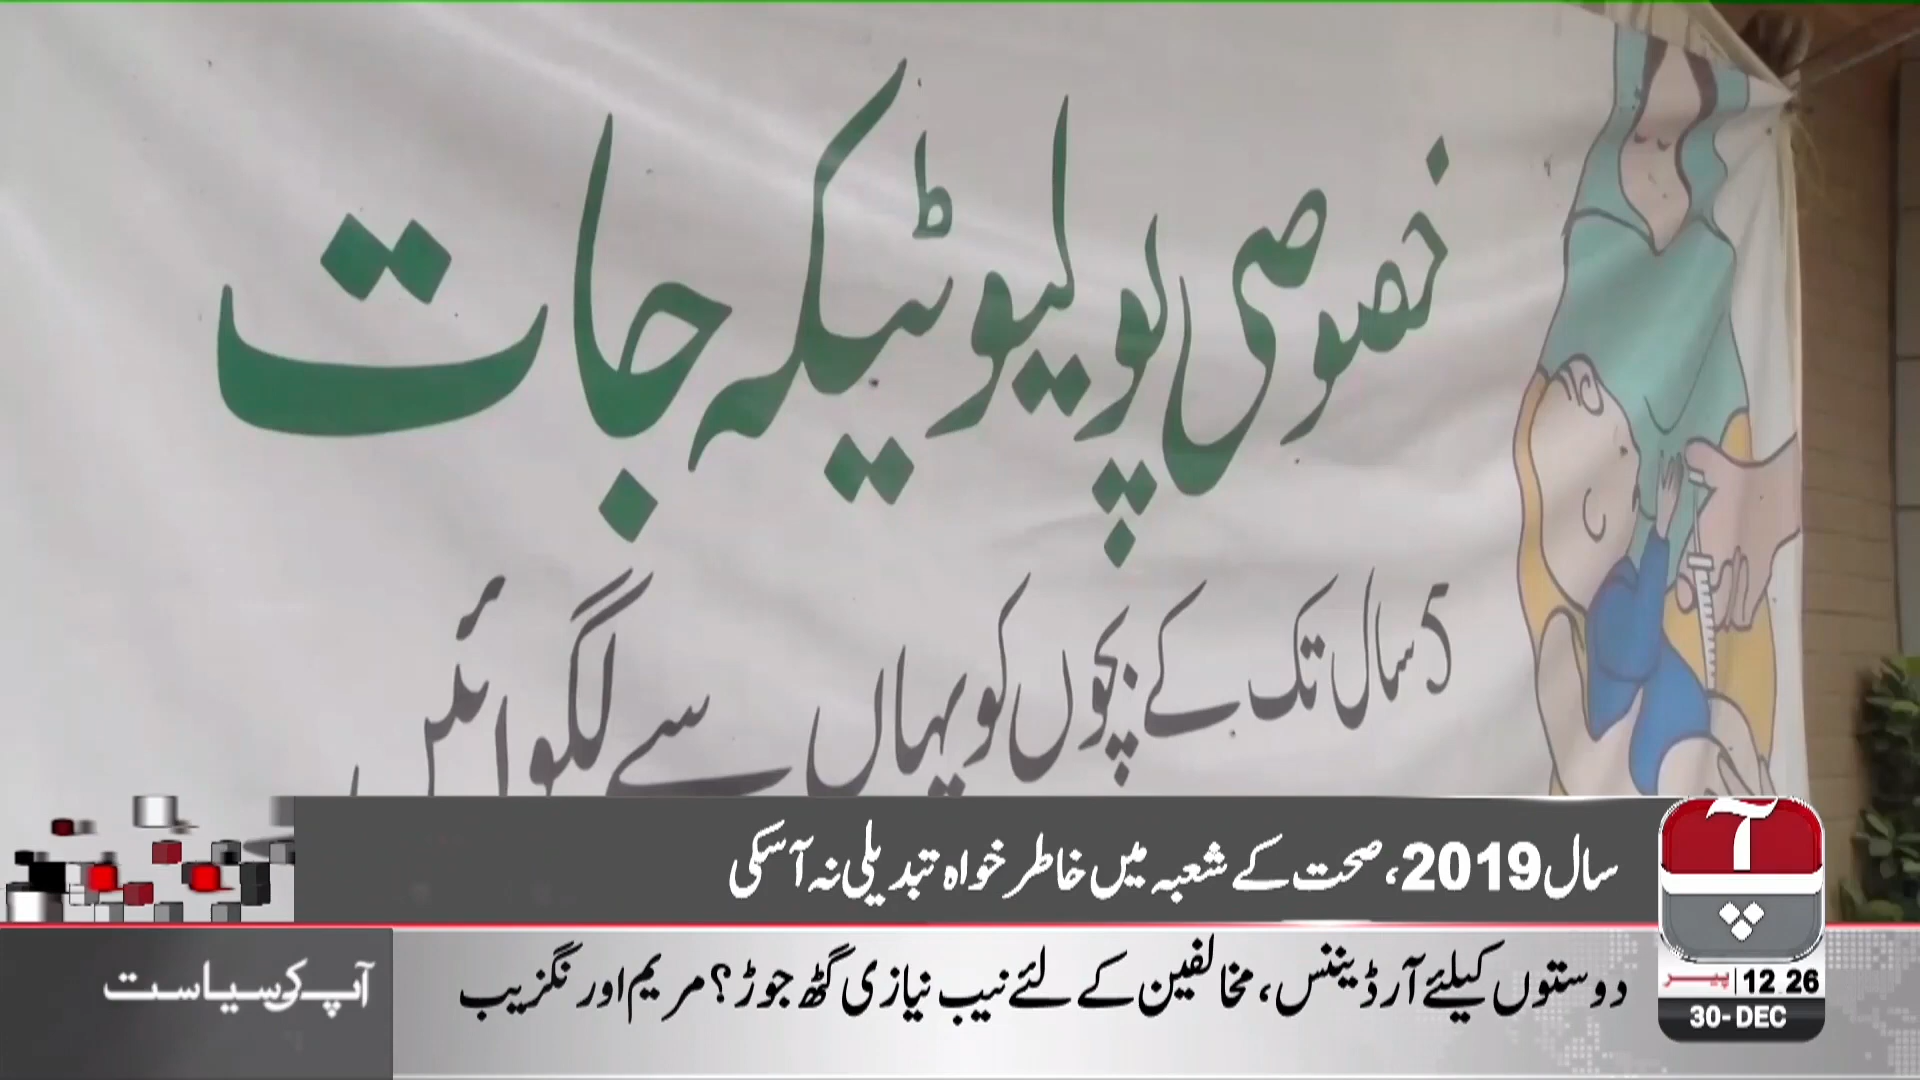 خصوصی پولیو ٹیکہ جات
5 سال تک کے بچوں کو یہاں سے لگوائیں
سال 2019، صحت کے شعبہ میں خاطر خواہ تبدیلی نہ آسکی
دوستوں کیلئے آرڈیننس، مخالفین کے لئے نیب نیازی گٹھ جوڑ؟ مریم اورنگزیب
آپ کی سیاست
آپ
پیر | 12 26
30-DEC